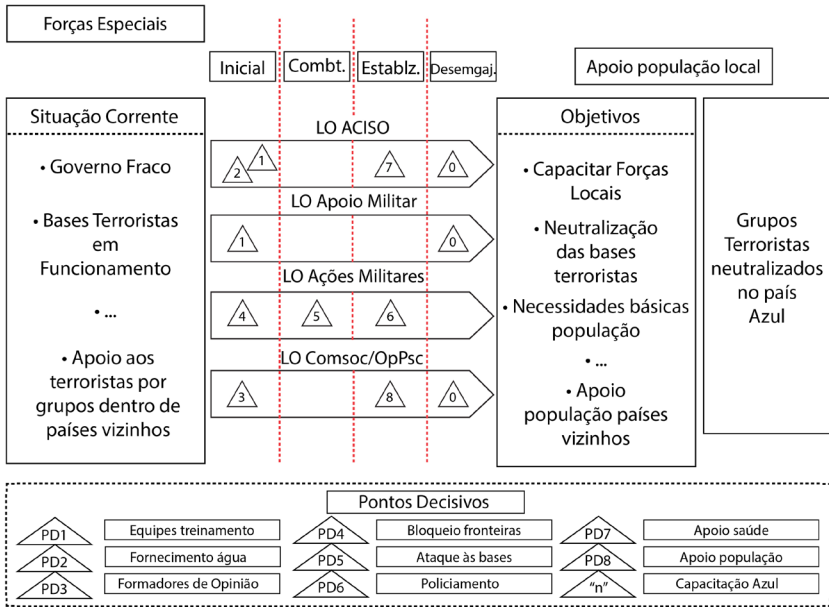 Forças Especiais
Inicial
Combt.
Establz.
Desemgaj.
Apoio população local
Situação Corrente
• Governo Fraco
• Bases Terroristas
em
Funcionamento
• ...
• Apoio aos
terroristas por
grupos dentro de
países vizinhos
LO ACISO
2
1
7
0
LO Apoio Militar
1
0
LO Ações Militares
4
5
6
LO Comsoc/OpPsc
3
8
0
Objetivos
• Capacitar Forças
Locais
• Neutralização
das bases
terroristas
• Necessidades básicas
população
• ...
• Apoio
população países
vizinhos
Grupos
Terroristas
neutralizados
no país
Azul
Pontos Decisivos
PD1
Equipes treinamento
PD2
Fornecimento água
PD3
Formadores de Opinião
PD4
Bloqueio fronteiras
PD5
Ataque às bases
PD6
Policiamento
PD7
Apoio saúde
PD8
Apoio população
“n”
Capacitação Azul